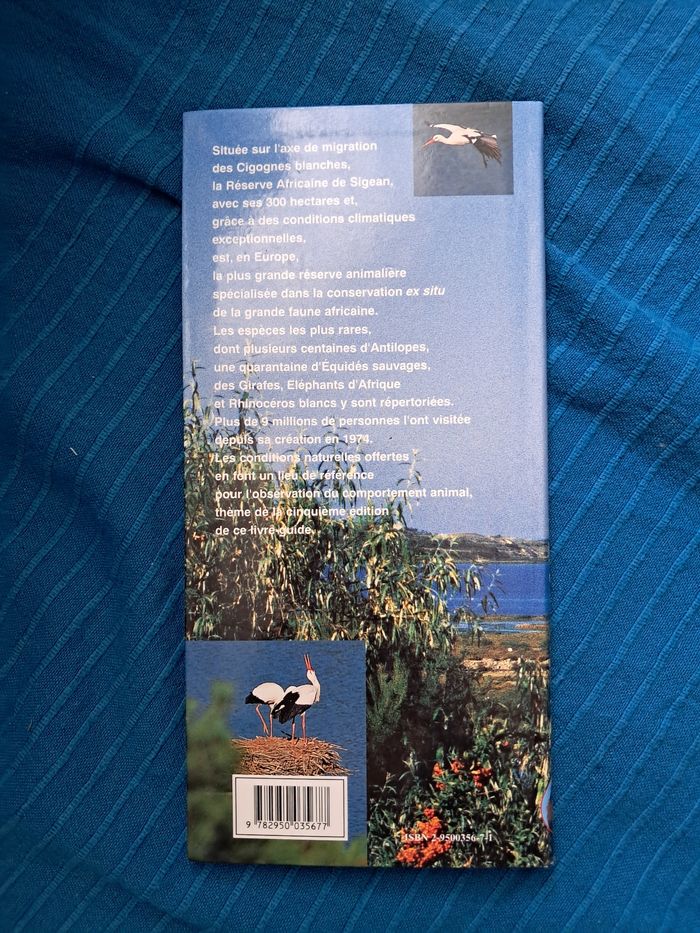 Située sur l'axe de migration
des Cigognes blanches,
la Réserve Africaine de Sigean,
avec ses 300 hectares et,
grâce à des conditions climatiques
exceptionnelles,
est, en Europe,
la plus grande réserve animalière
spécialisée dans la conservation ex situ
de la grande faune africaine.
Les espèces les plus rares,
dont plusieurs centaines d'Antilopes,
une quarantaine d'Équidés sauvages,
des Girafes, Eléphants d'Afrique
et Rhinocéros blancs y sont répertoriées.
Plus de 9 millions de personnes l'ont visitée
depuis sa création en 1974.
Les conditions naturelles offertes
en font un lieu de référence
pour l'observation du comportement animal,
thème de la cinquième édition
de ce livre-guide.
9 782950 035677
ISBN 2-9500356-7-1